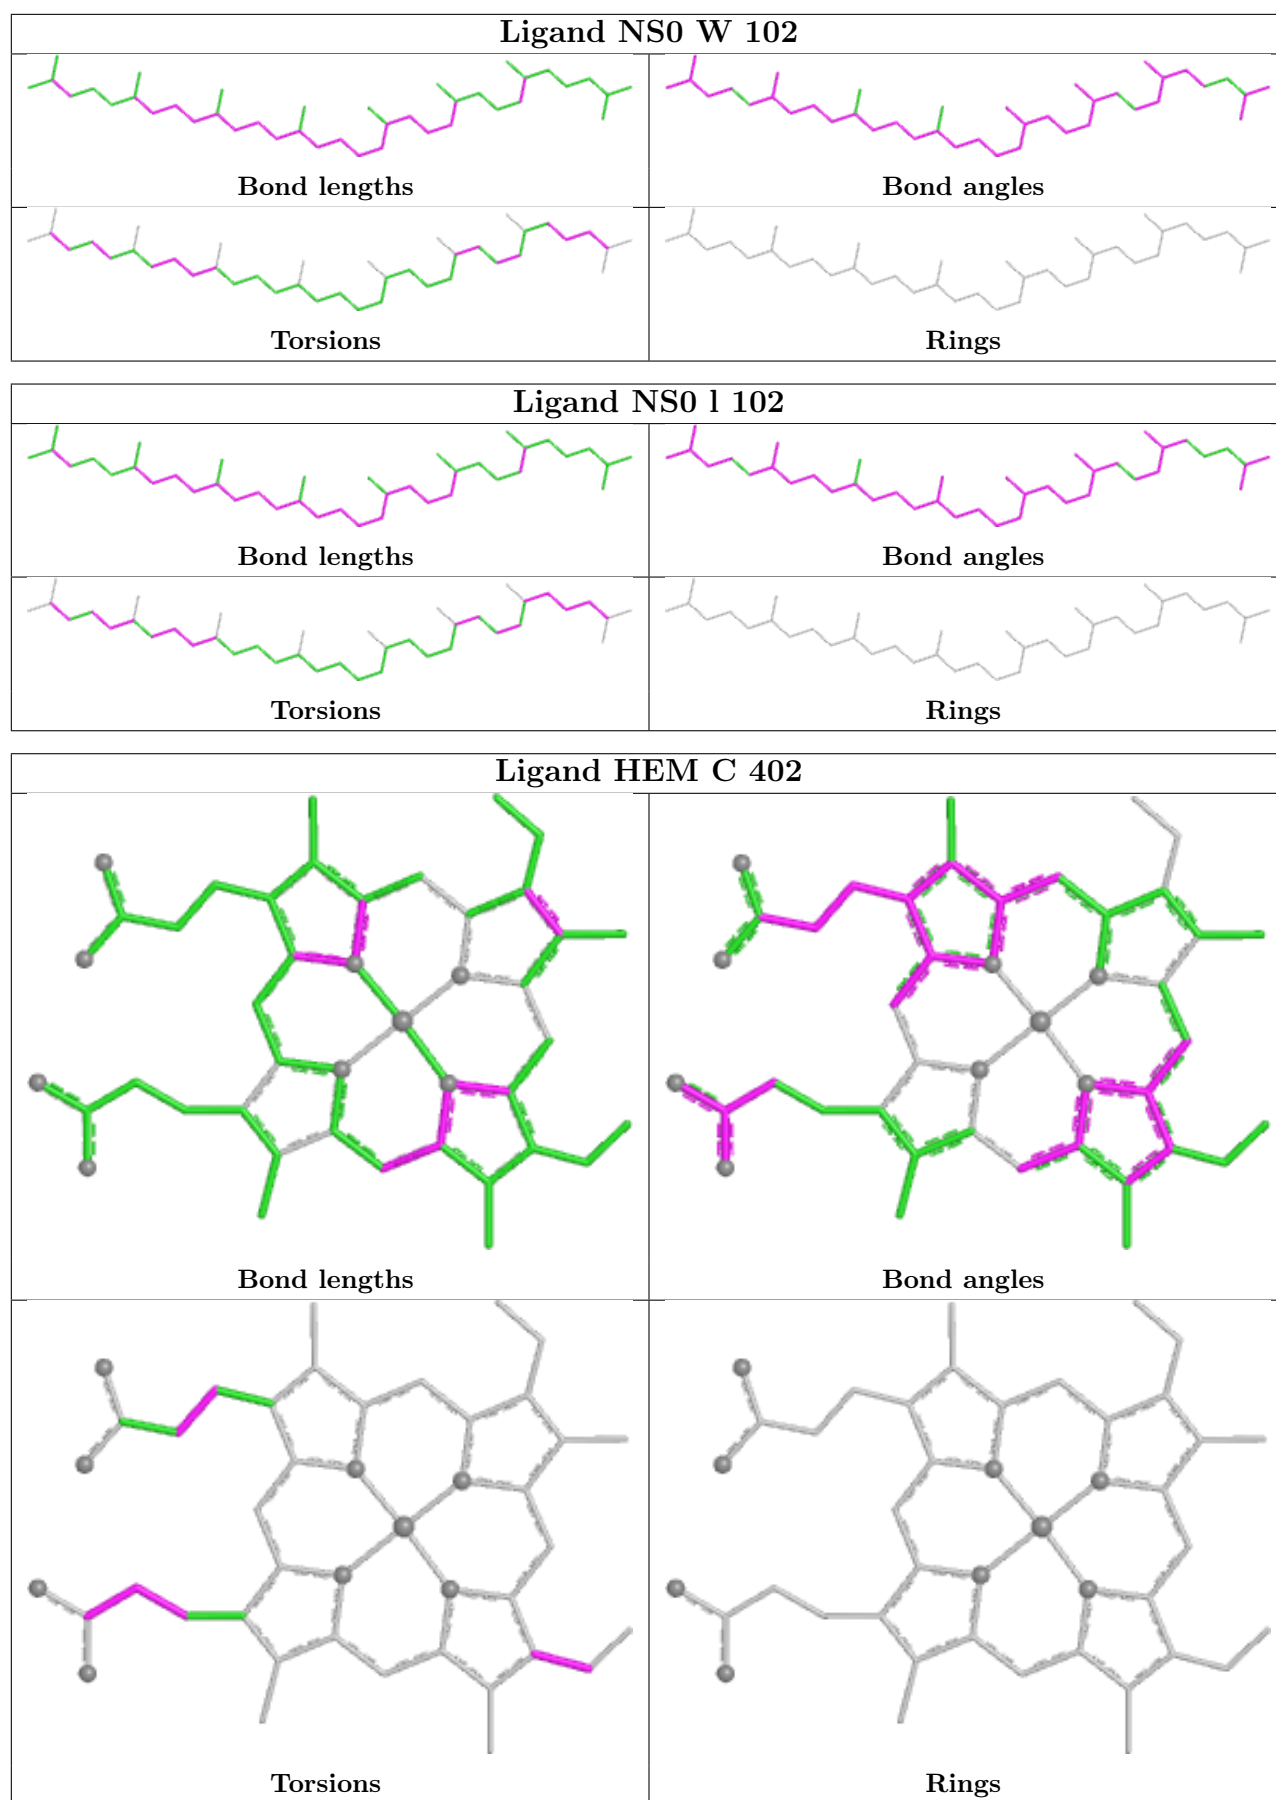 Ligand NS0 W 102
Bond lengths
Bond angles
Torsions
Rings
Ligand NS0 l 102
Bond lengths
Bond angles
Torsions
Rings
Ligand HEM C 402
Bond lengths
Bond angles
Torsions
Rings